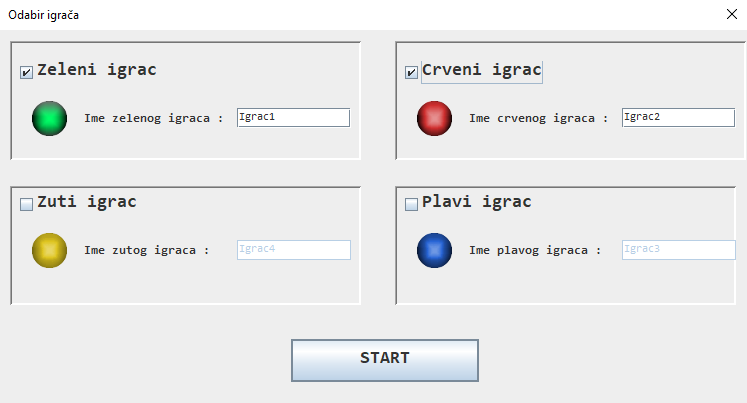 Odabir igrača
Zeleni igrac
Ime zelenog igraca :
Igrac1
Crveni igrac
Ime crvenog igraca :
Igrac2
Zuti igrac
Ime zutog igraca :
Igrac4
Plavi igrac
Ime plavog igraca :
Igrac3
START